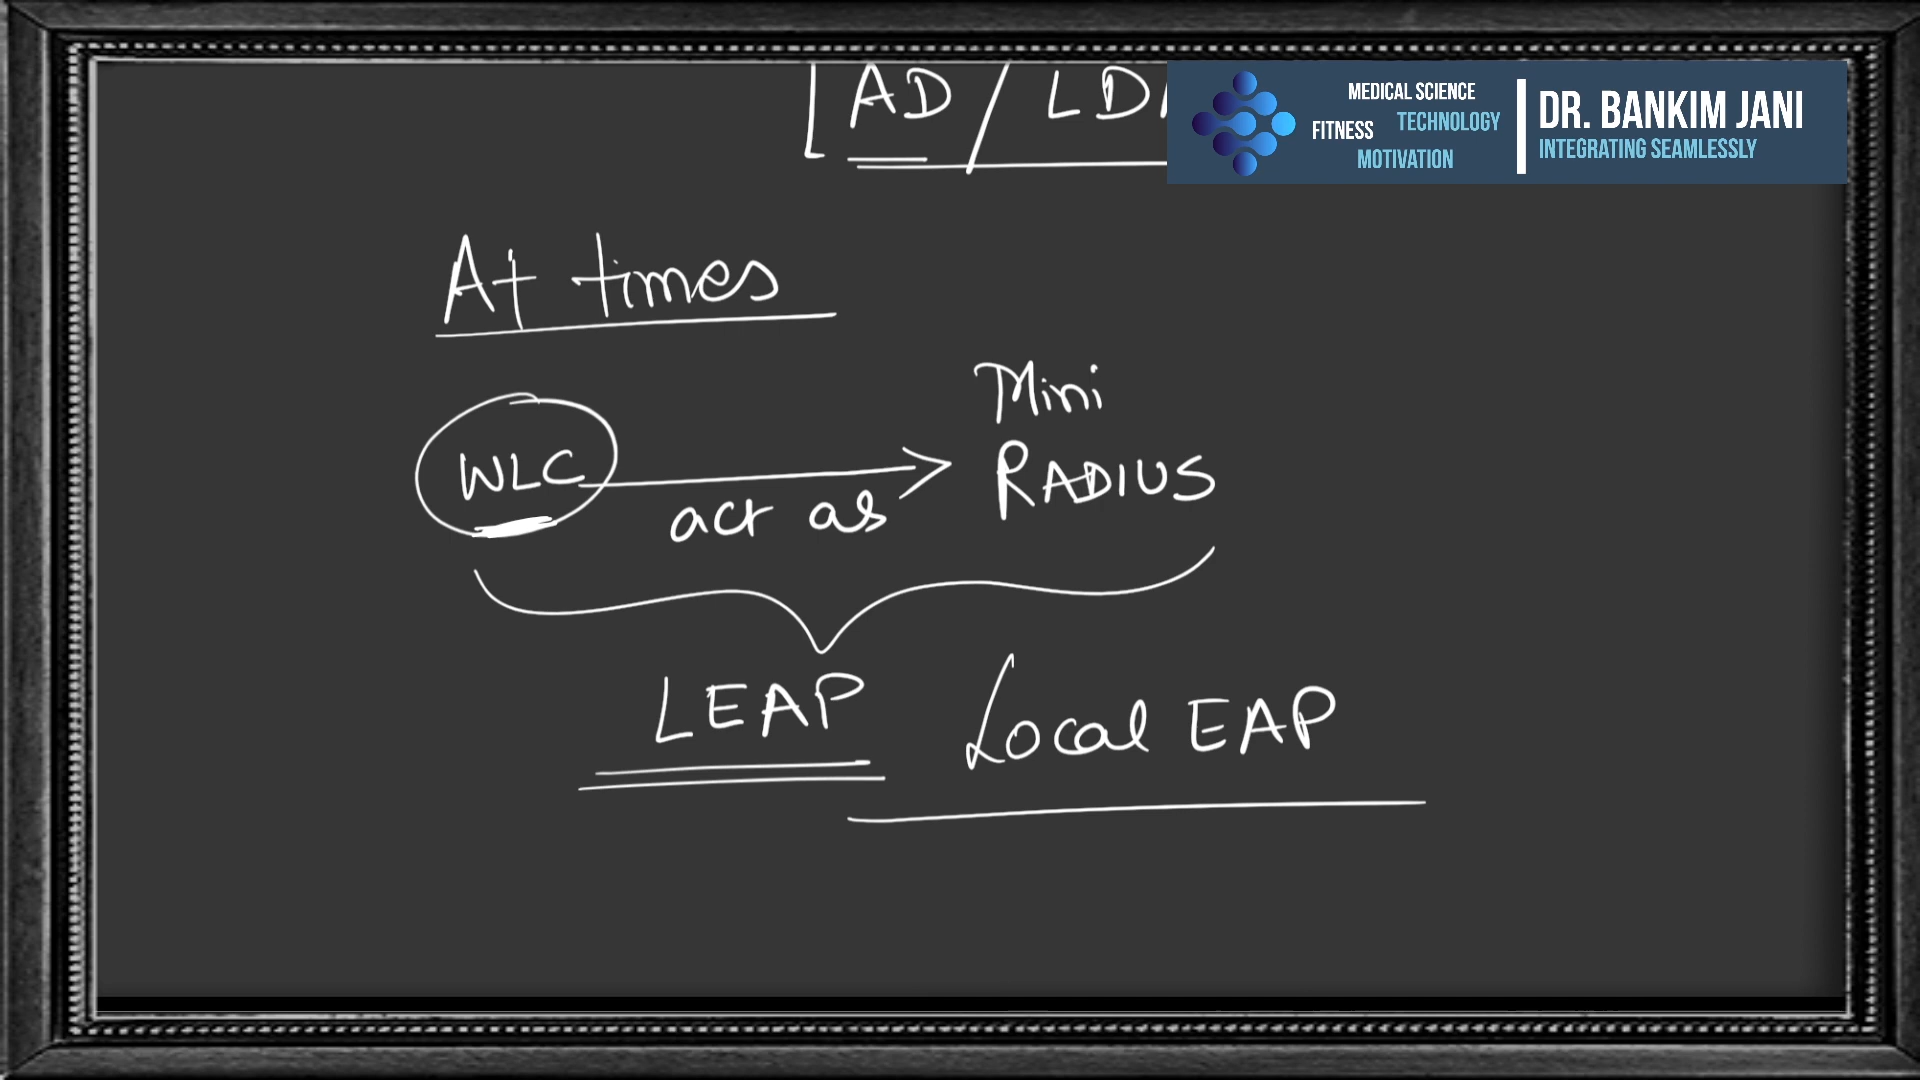 [AD / LD
MEDICAL SCIENCE
FITNESS TECHNOLOGY
MOTIVATION
DR. BANKIM JANI
INTEGRATING SEAMLESSLY
At times
Mini
WLC act as RADIUS
LEAP Local EAP